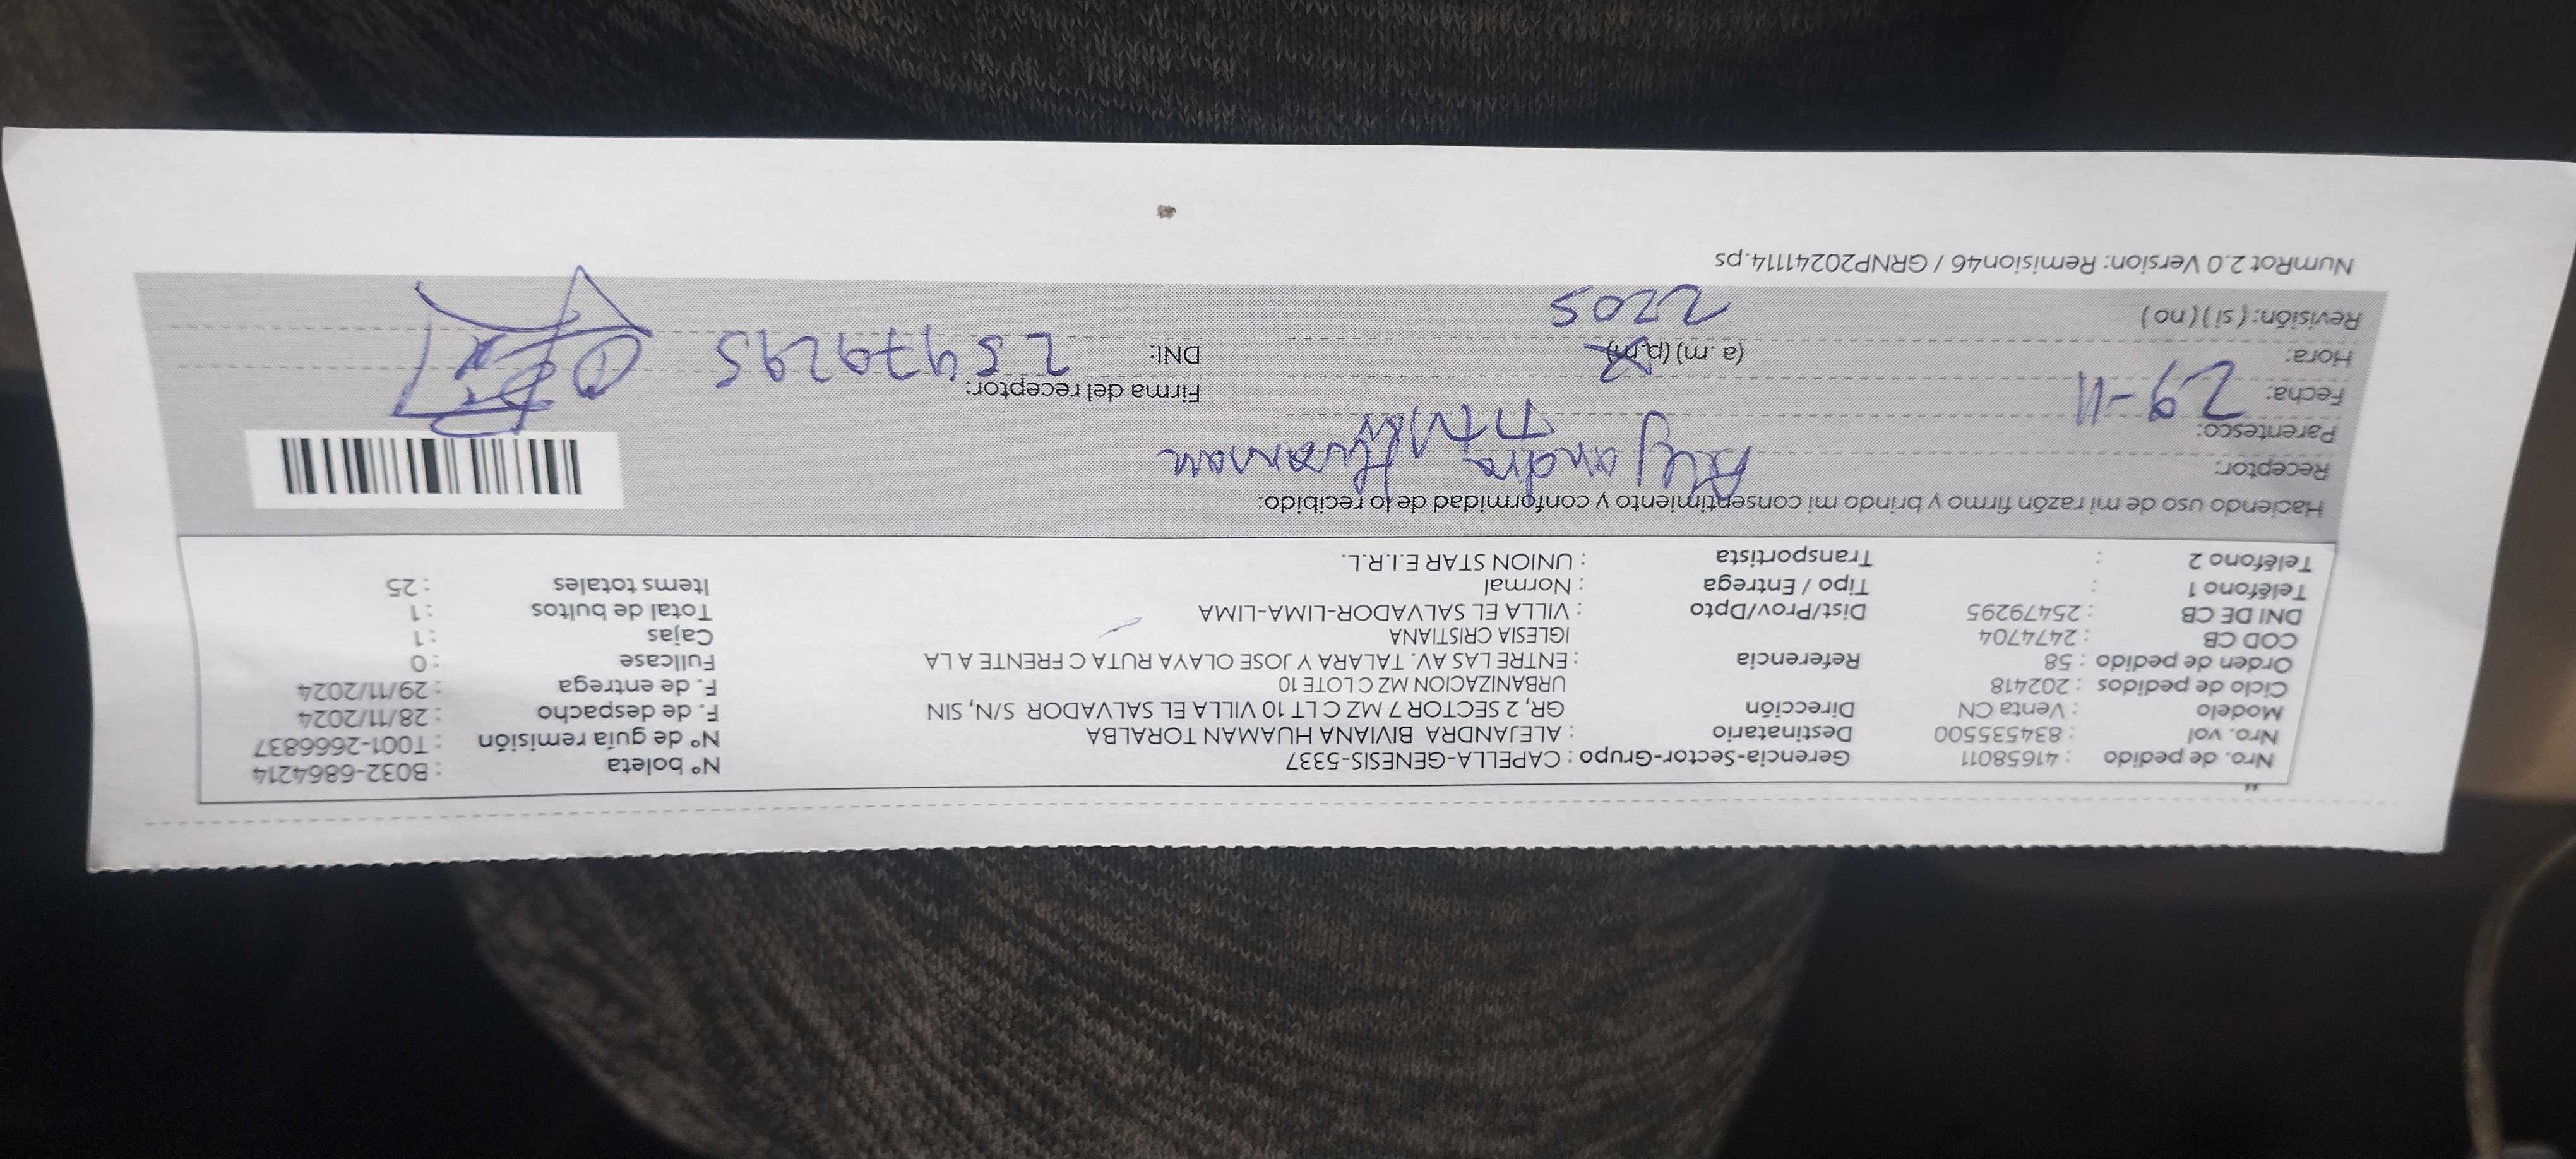 Nro. de pedido : 41658011 Gerencia-Sector-Grupo : CAPELLA-GENESIS-5337 N° boleta : B032-6864214
Nro. vol : 834535500 Destinatario : ALEJANDRA BIVIANA HUAMAN TORALBA N° de guía remisión : T001-2666837
Modelo : Venta CN Dirección GR, 2 SECTOR 7 MZ C LT 10 VILLA EL SALVADOR S/N, SIN F. de despacho : 28/11/2024
Ciclo de pedidos : 202418 URBANIZACION MZ C LOTE 10 F. de entrega : 29/11/2024
Orden de pedido : 58 Referencia : ENTRE LAS AV. TALARA Y JOSE OLAYA RUTA C FRENTE A LA Fullcase : 0
COD CB : 2474704 IGLESIA CRISTIANA Cajas : 1
DNI DE CB : 25479295 Dist/Prov/Dpto : VILLA EL SALVADOR-LIMA-LIMA Total de bultos : 1
Teléfono 1 : Tipo / Entrega : Normal Items totales : 25
Teléfono 2 : Transportista : UNION STAR E.I.R.L.
Haciendo uso de mi razón firmo y brindo mi consentimiento y conformidad de lo recibido:
Receptor: Alejandra Huaman
Parentesco:
Fecha: 29-11 Firma del receptor:
Hora: (a. m) (p.m) DNI: 25479295
2205
Revisión: ( si ) ( no )
NumRot 2.0 Version: Remision46 / GRNP20241114.ps